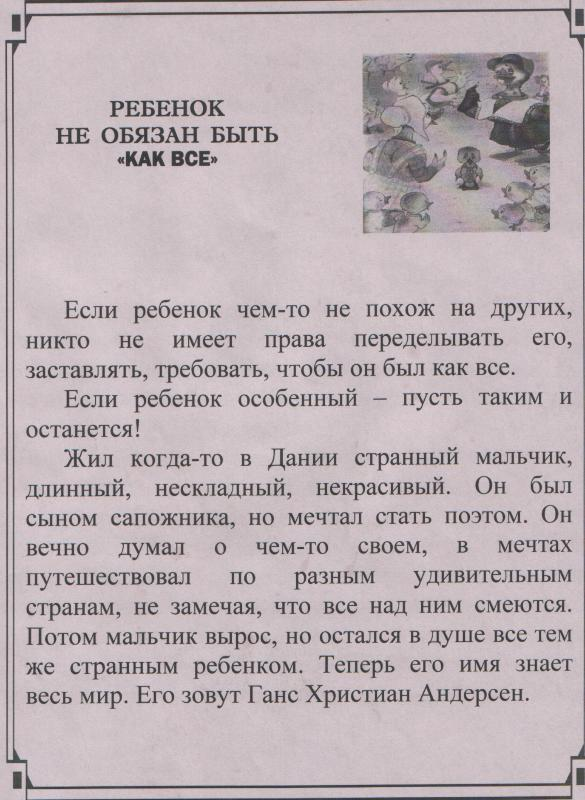 РЕБЕНОК
НЕ ОБЯЗАН БЫТЬ
«КАК ВСЕ»
Если ребенок чем-то не похож на других,
никто не имеет права переделывать его,
заставлять, требовать, чтобы он был как все.
Если ребенок особенный – пусть таким и
останется!
Жил когда-то в Дании странный мальчик,
длинный, нескладный, некрасивый. Он был
сыном сапожника, но мечтал стать поэтом. Он
вечно думал о чем-то своем, в мечтах
путешествовал по разным удивительным
странам, не замечая, что все над ним смеются.
Потом мальчик вырос, но остался в душе все тем
же странным ребенком. Теперь его имя знает
весь мир. Его зовут Ганс Христиан Андерсен.